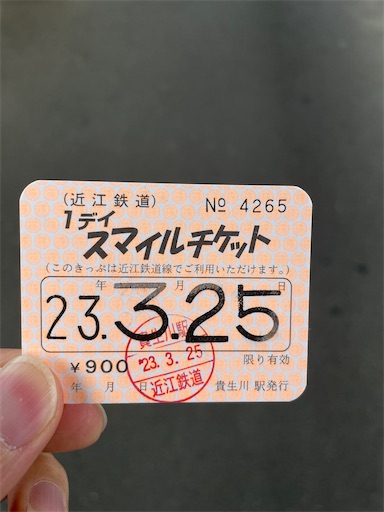 (近江鉄道) № 4265
1デイ
スマイルチケット
(このきっぷは近江鉄道線でご利用いただけます。)
年 月 日
23.3.25
¥900 限り有効
年 月 日 貴生川 駅発行
貴生川駅
'23.3.25
近江鉄道